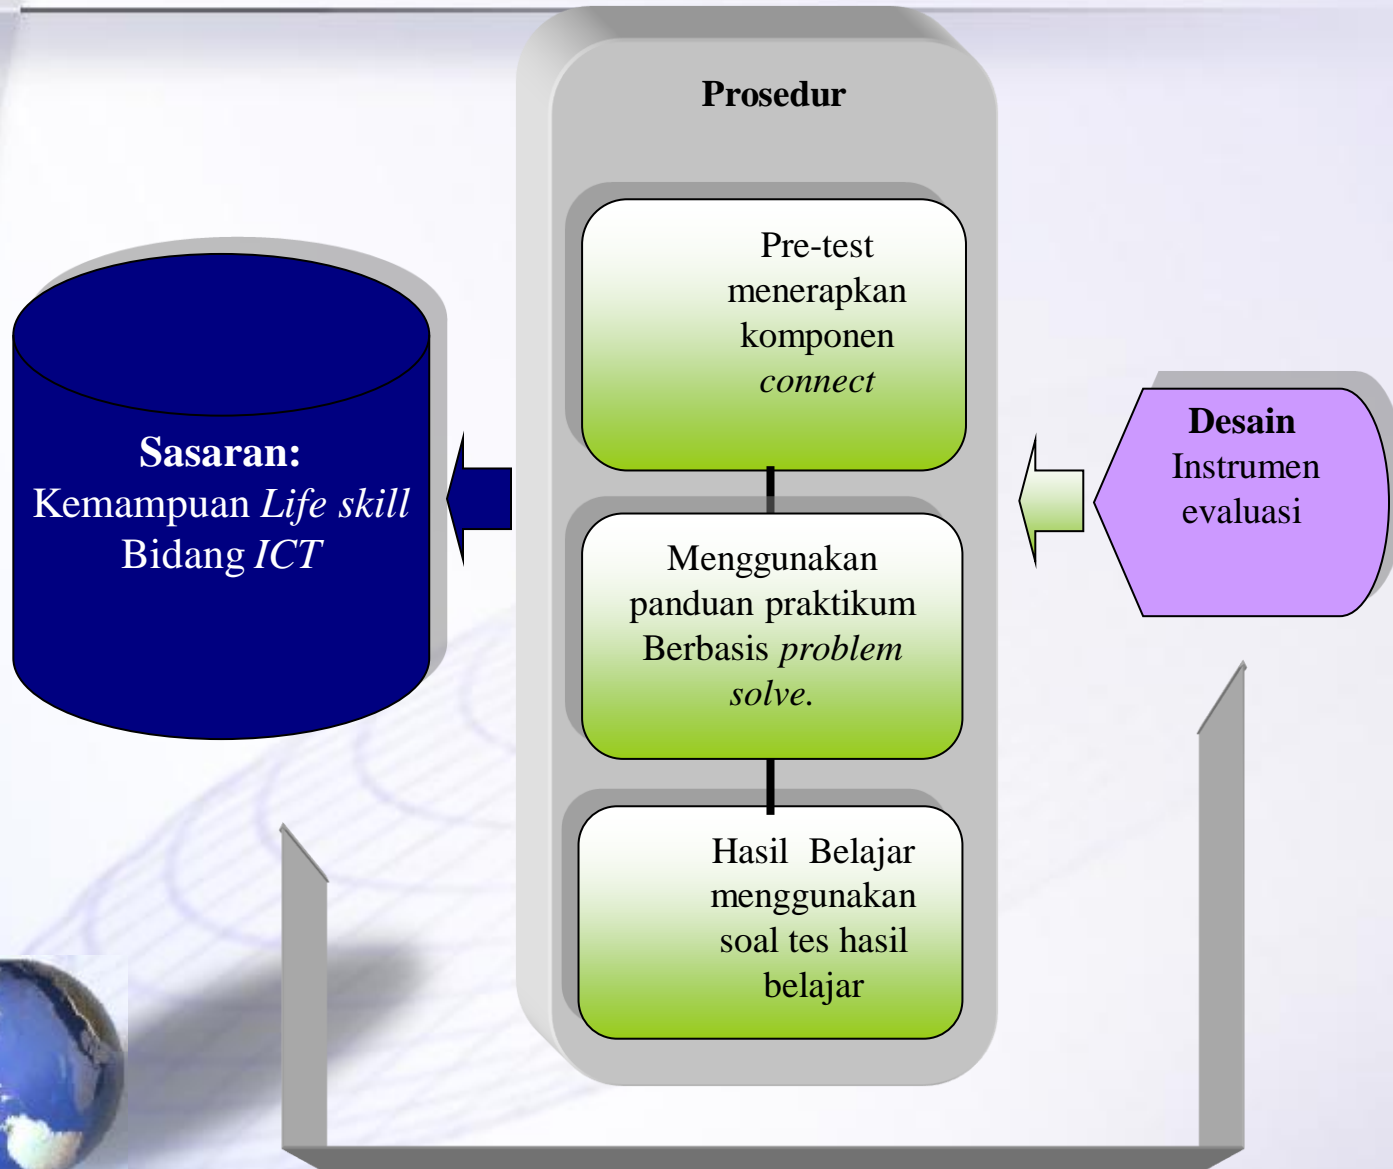 Prosedur
Pre-test
menerapkan
komponen
connect
Sasaran:
Kemampuan Life skill
Bidang ICT
Desain
Instrumen
evaluasi
Menggunakan
panduan praktikum
Berbasis problem
solve.
Hasil Belajar
menggunakan
soal tes hasil
belajar